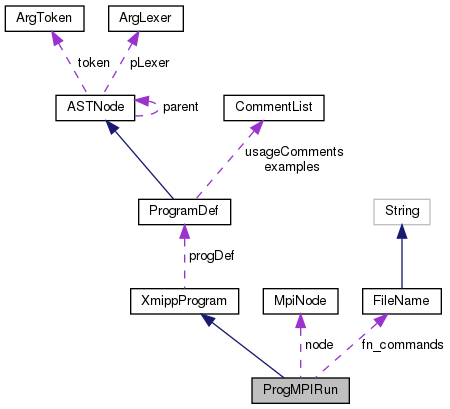 ArgToken
ArgLexer
token
pLexer
ASTNode
parent
CommentList
usageComments
examples
ProgramDef
String
progDef
XmippProgram
MpiNode
FileName
node
fn_commands
ProgMPIRun